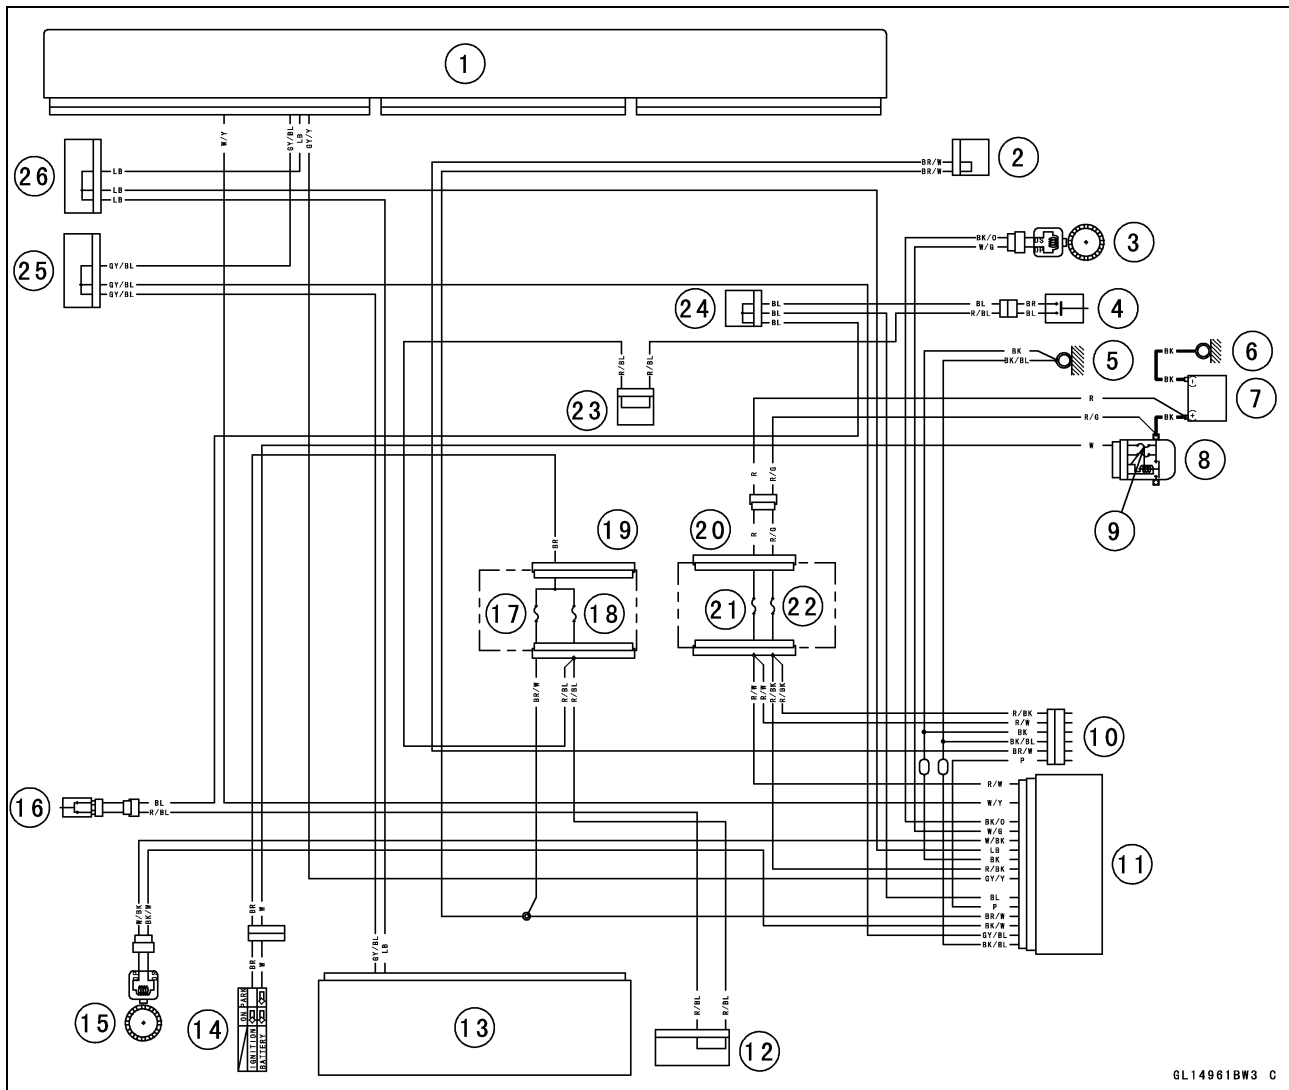 1
W/Y
GY/BL
LB
GY/Y
26
LB
LB
LB
BR/W
BR/W
2
25
GY/BL
GY/BL
GY/BL
BK/O
W/G
3
24
BL
BL
BL
BL
R/BL
BR
BL
4
BK
BK/BL
5
BK
6
R/BL
R/BL
23
R
R/G
BK
BK
7
W
8
9
R
R/G
R
R/G
BR
19
20
17
18
21
22
BR/W
R/BL
R/BL
R/W
R/W
R/BK
R/BK
R/BK
R/W
BK
BK/BL
BR/W
P
10
16
BL
R/BL
R/W
W/Y
BK/O
W/G
W/BK
LB
BK
R/BK
GY/Y
BL
P
BR/W
BK/W
GY/BL
BK/BL
11
W/BK
BK/W
BR
W
BR
W
GY/BL
LB
R/BL
R/BL
15
14
ON
PARK
IGNITION
BATTERY
13
12
GL14961BW3 C